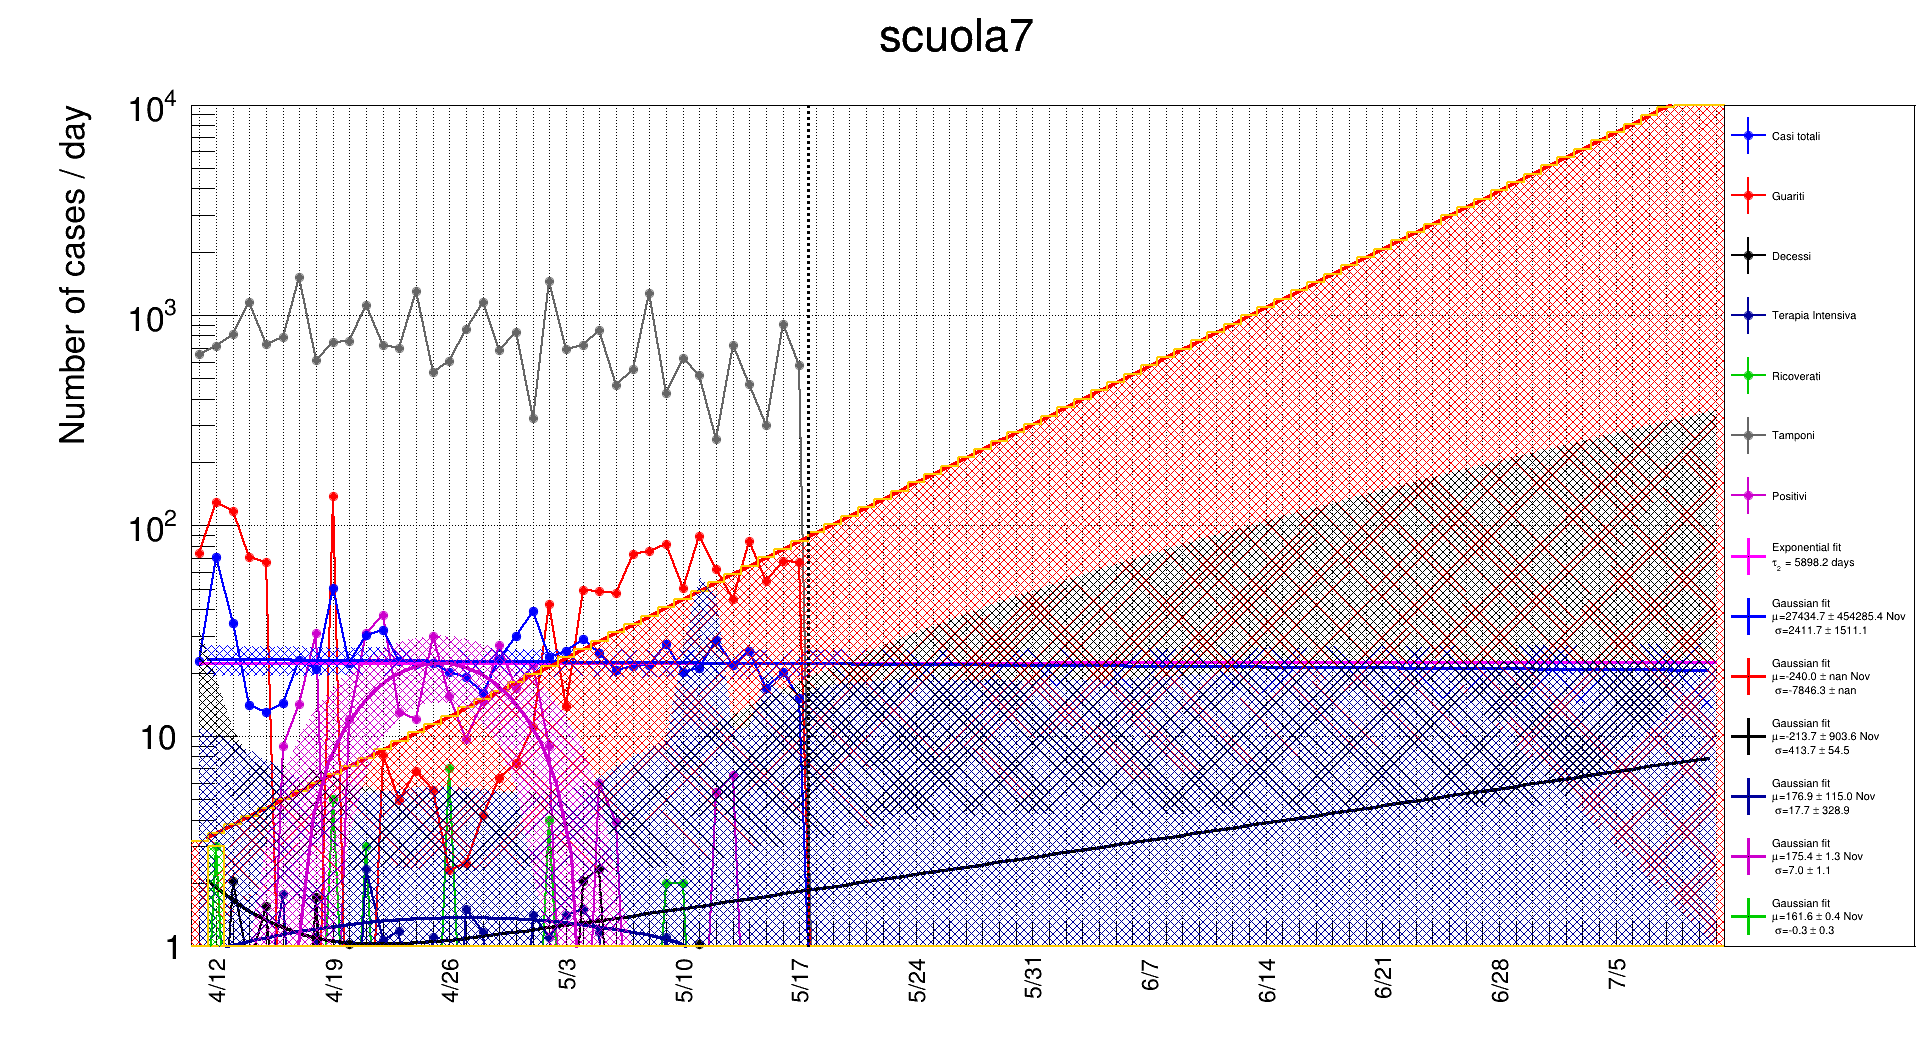 scuola7
Number of cases / day
10^4
10^3
10^2
10
1
4/12
4/19
4/26
5/3
5/10
5/17
5/24
5/31
6/7
6/14
6/21
6/28
7/5
Casi totali
Guariti
Decessi
Terapia Intensiva
Ricoverati
Tamponi
Positivi
Exponential fit
τ_2 = 5898.2 days
Gaussian fit
μ=27434.7 ± 454285.4 Nov
σ=2411.7 ± 1511.1
Gaussian fit
μ=-240.0 ± nan Nov
σ=-7846.3 ± nan
Gaussian fit
μ=-213.7 ± 903.6 Nov
σ=413.7 ± 54.5
Gaussian fit
μ=176.9 ± 115.0 Nov
σ=17.7 ± 328.9
Gaussian fit
μ=175.4 ± 1.3 Nov
σ=7.0 ± 1.1
Gaussian fit
μ=161.6 ± 0.4 Nov
σ=-0.3 ± 0.3